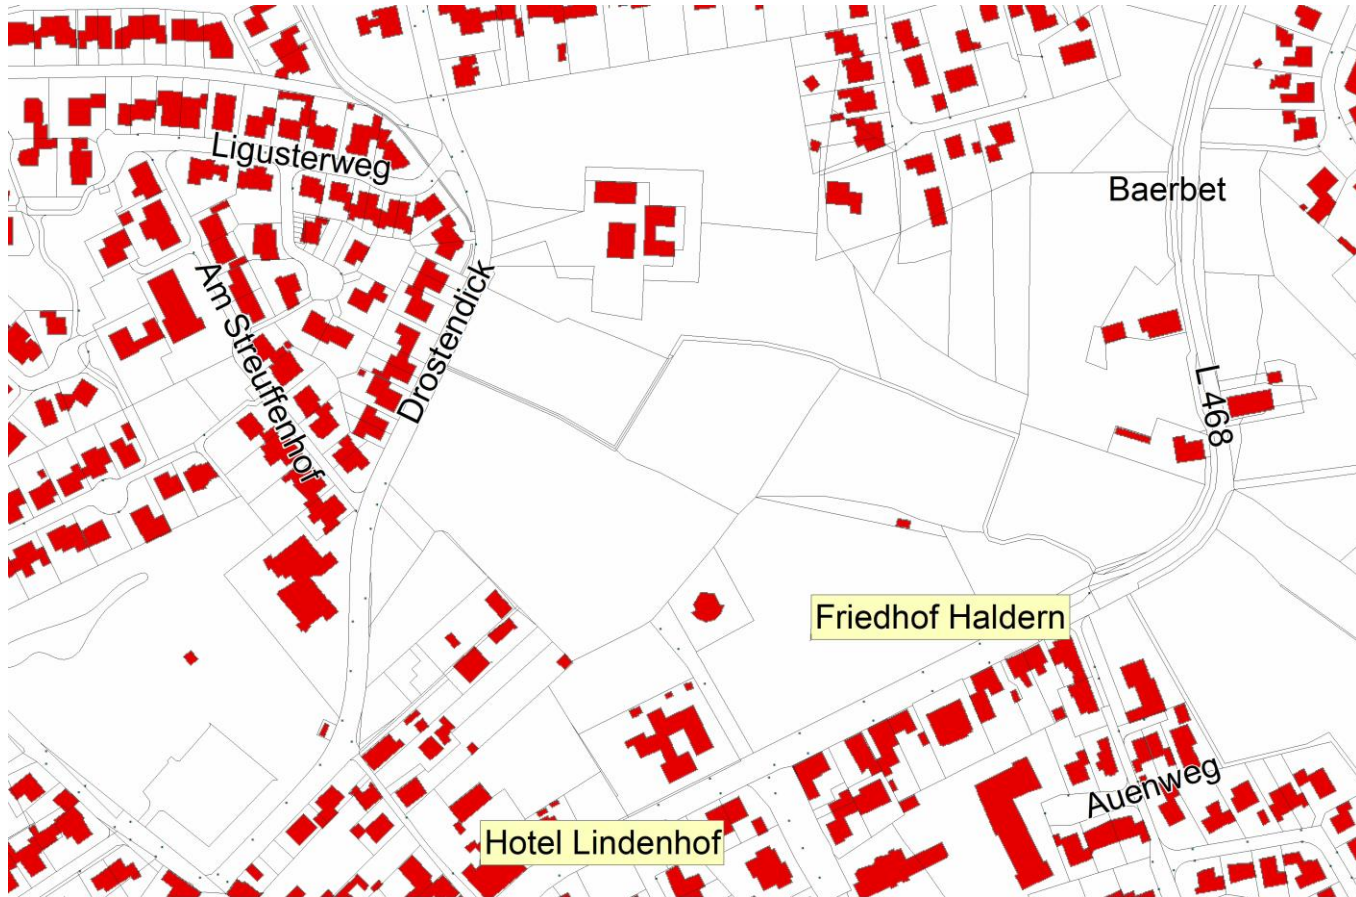 Ligusterweg
Baerbet
Am Streuffenhof
Drostendick
L 468
Friedhof Haldern
Auenweg
Hotel Lindenhof